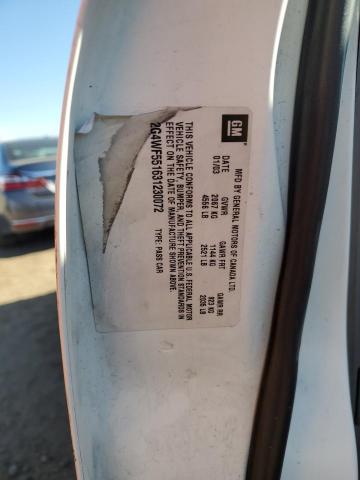 GM
MFD BY GENERAL MOTORS OF CANADA LTD.
DATE GVWR GAWR FRT GAWR RR
01/03 2067 KG 1144 KG 923 KG
4556 LB 2521 LB 2035 LB
THIS VEHICLE CONFORMS TO ALL APPLICABLE U.S. FEDERAL MOTOR
VEHICLE SAFETY, BUMPER, AND THEFT PREVENTION STANDARDS IN
EFFECT ON THE DATE OF MANUFACTURE SHOWN ABOVE.
2G4WF551631230072 TYPE: PASS CAR